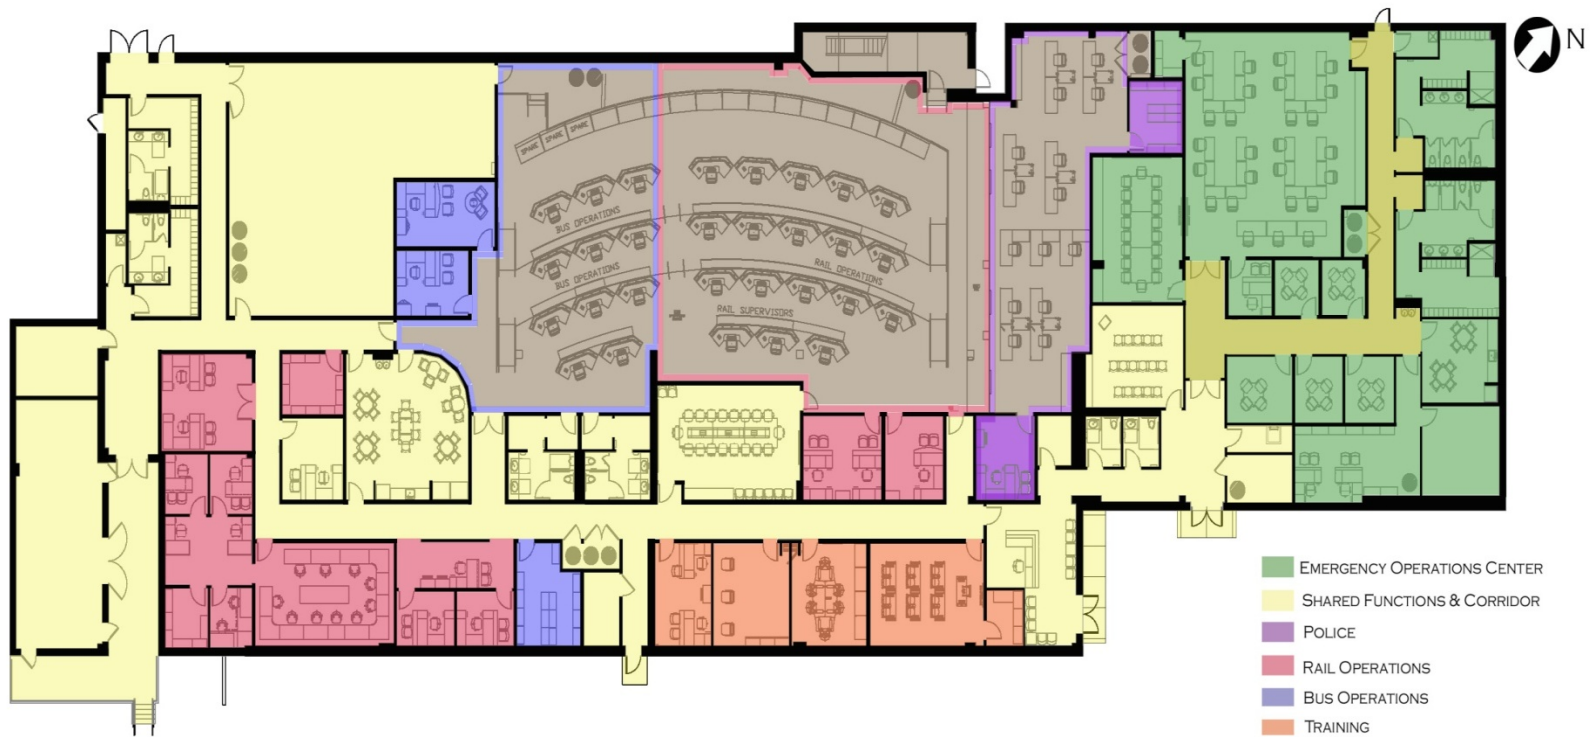 N
SPARE SPARE SPARE
BUS OPERATIONS
BUS OPERATIONS
RAIL OPERATIONS
RAIL SUPERVISORS
EMERGENCY OPERATIONS CENTER
SHARED FUNCTIONS & CORRIDOR
POLICE
RAIL OPERATIONS
BUS OPERATIONS
TRAINING